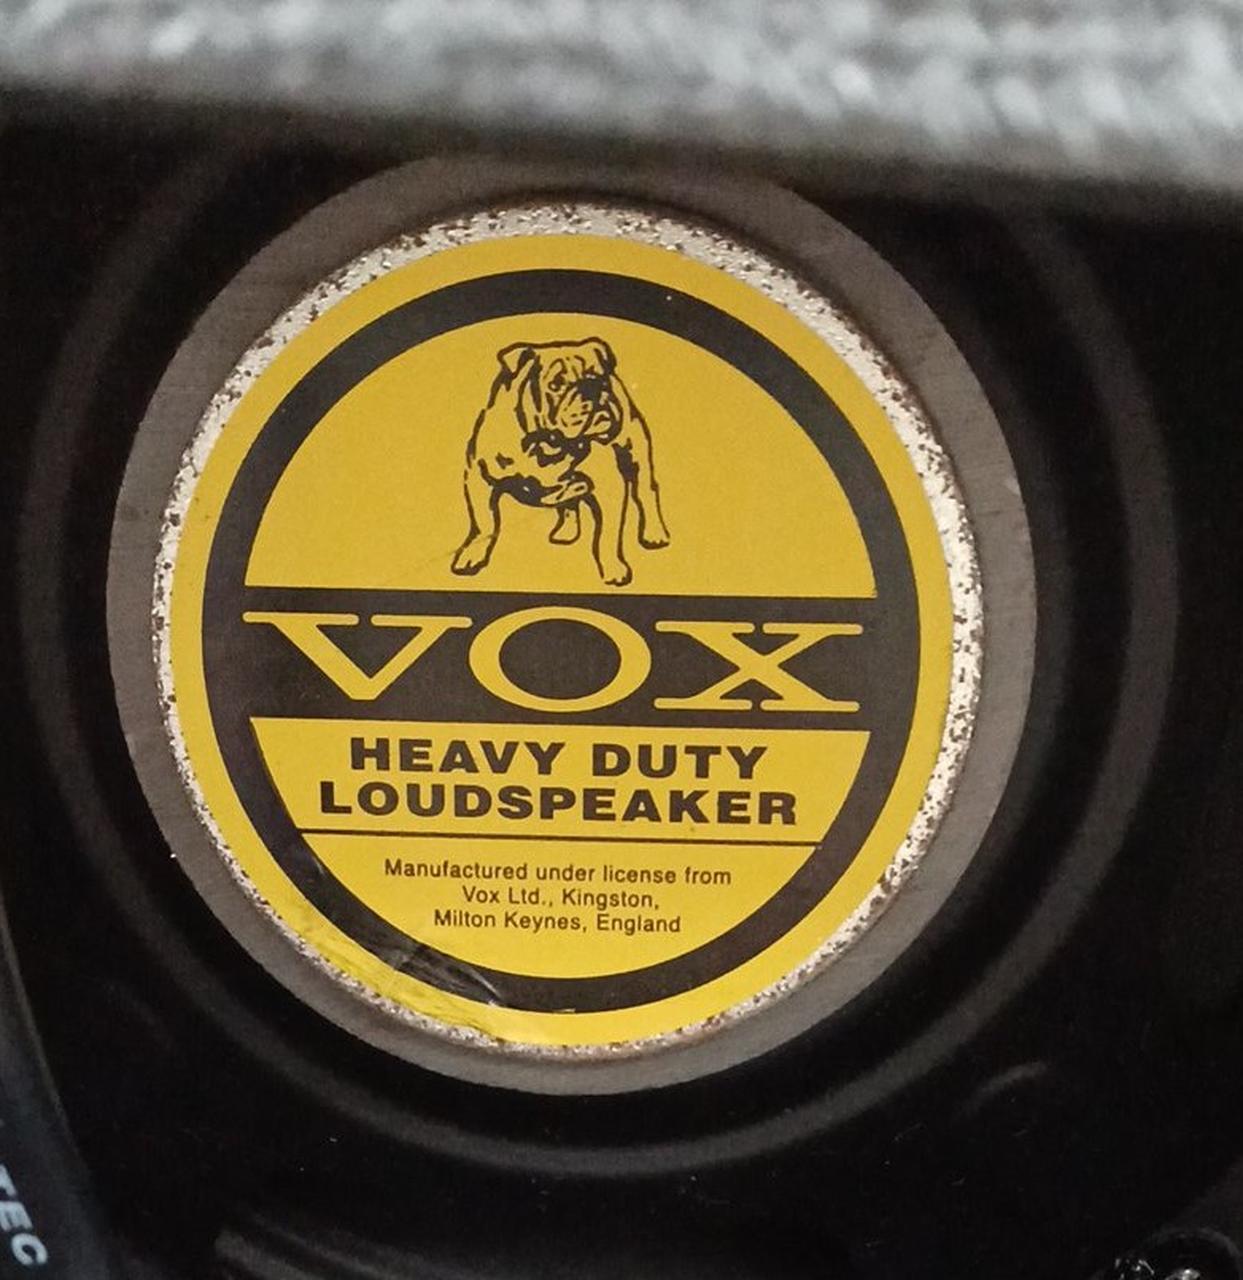 VOX
HEAVY DUTY
LOUDSPEAKER
Manufactured under license from
Vox Ltd., Kingston,
Milton Keynes, England